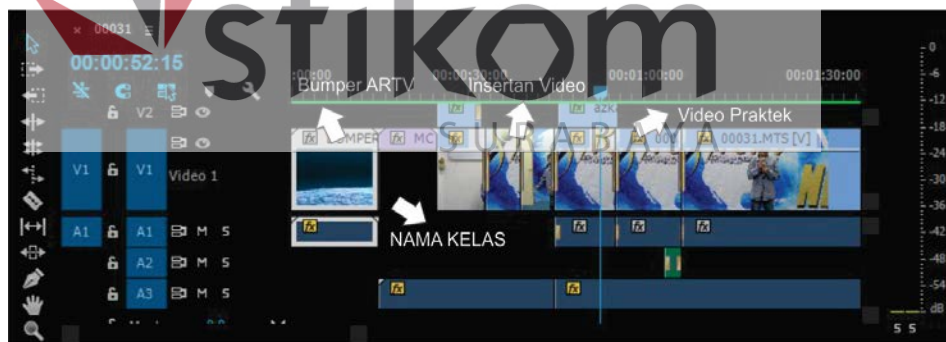 stikom
SURABAYA
00031
00:00:52:15
:00:00
00:00:30:00
00:01:00:00
00:01:30:00
Bumper ARTV
Insertan Video
Video Praktek
V2
azk
MC
00031.MTS [V]
V1 V1 Video 1
NAMA KELAS
A1 A1 M S
A2 M S
A3 M S
fx
0
-6
-12
-18
-24
-30
-36
-42
-48
-54
dB
S S